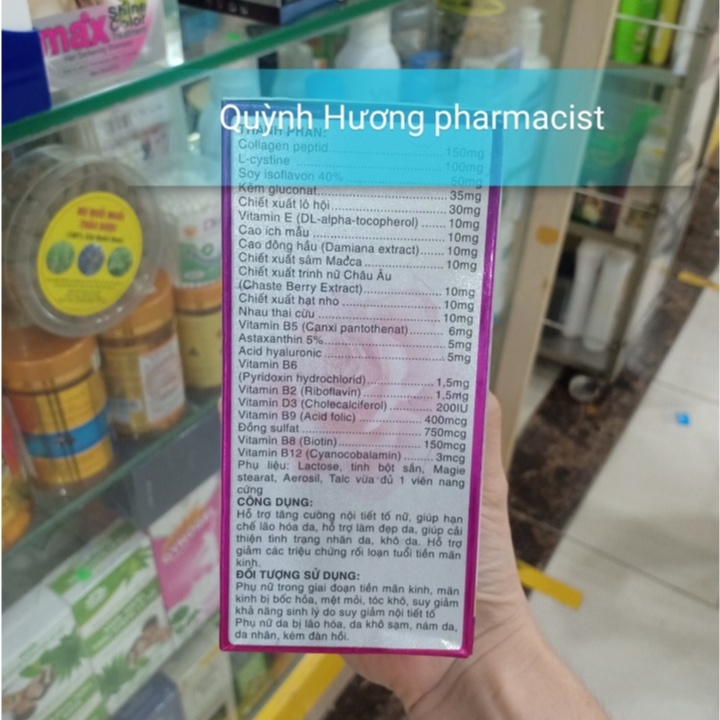 max
Shine
Color
Quỳnh Hương pharmacist
THÀNH PHẦN:
Collagen peptid ........ 150mg
L-cystine ........ 100mg
Soy isoflavon 40% ........ 50mg
Kẽm gluconat ........ 35mg
Chiết xuất lô hội ........ 30mg
Vitamin E (DL-alpha-tocopherol) ........ 10mg
Cao ích mẫu ........ 10mg
Cao đông hầu (Damiana extract) ........ 10mg
Chiết xuất sâm Macca ........ 10mg
Chiết xuất trinh nữ Châu Âu
(Chaste Berry Extract) ........ 10mg
Chiết xuất hạt nho ........ 10mg
Nhau thai cừu ........ 10mg
Vitamin B5 (Canxi pantothenat) ........ 6mg
Astaxanthin 5% ........ 5mg
Acid hyaluronic ........ 5mg
Vitamin B6
(Pyridoxin hydrochlorid) ........ 1,5mg
Vitamin B2 (Riboflavin) ........ 1,5mg
Vitamin D3 (Cholecalciferol) ........ 200IU
Vitamin B9 (Acid folic) ........ 400mcg
Đồng sulfat ........ 750mcg
Vitamin B8 (Biotin) ........ 150mcg
Vitamin B12 (Cyanocobalamin) ........ 3mcg
Phụ liệu: Lactose, tinh bột sắn, Magie
stearat, Aerosil, Talc vừa đủ 1 viên nang
cứng
CÔNG DỤNG:
Hỗ trợ tăng cường nội tiết tố nữ, giúp hạn
chế lão hóa da, hỗ trợ làm đẹp da, giúp cải
thiện tình trạng nhăn da, khô da. Hỗ trợ
giảm các triệu chứng rối loạn tuổi tiền mãn
kinh.
ĐỐI TƯỢNG SỬ DỤNG:
Phụ nữ trong giai đoạn tiền mãn kinh, mãn
kinh bị bốc hỏa, mệt mỏi, tóc khô, suy giảm
khả năng sinh lý do suy giảm nội tiết tố
Phụ nữ da bị lão hóa, da khô sạm, nám da,
da nhăn, kém đàn hồi.